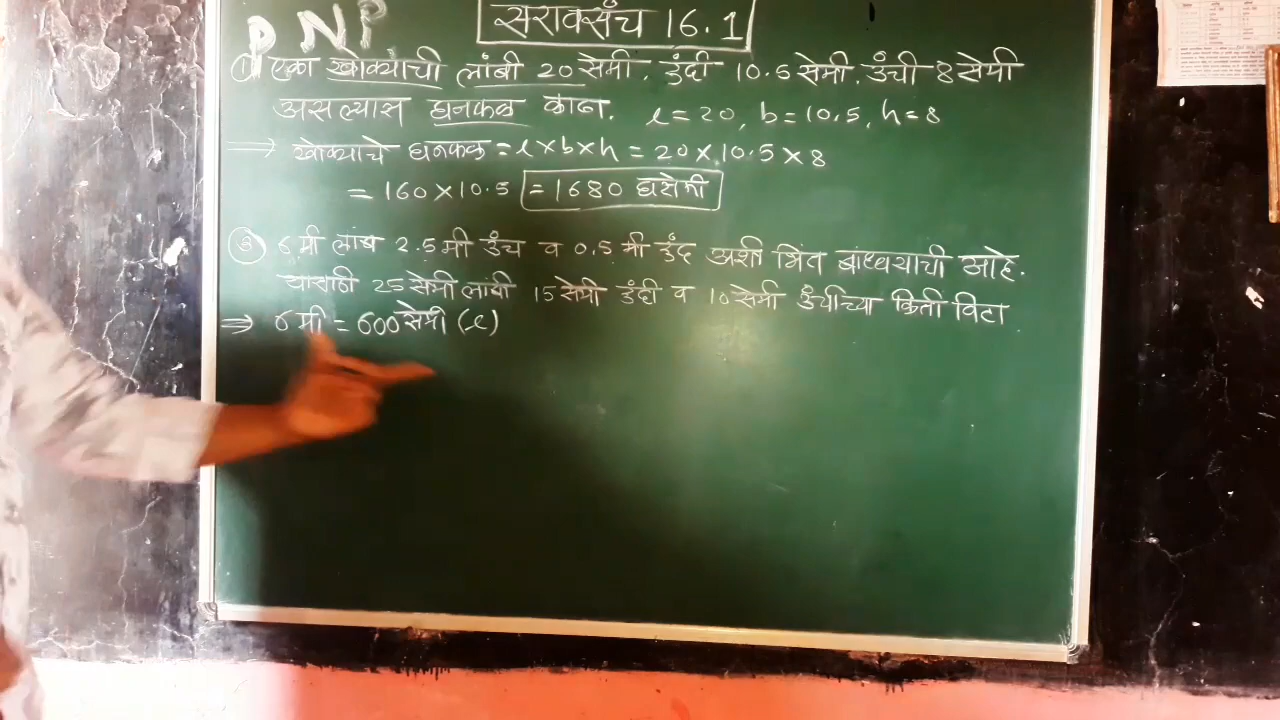 DNP
सरावसंच 16.1
① एका खोक्याची लांबी 20 सेमी. रुंदी 10.5 सेमी. उंची 8 सेमी
असल्यास घनफळ काढा. l = 20, b = 10.5, h = 8
⇒ खोक्याचे घनफळ = l × b × h = 20 × 10.5 × 8
= 160 × 10.5 = 1680 घसेमी
③ 6 मी लांब 2.5 मी उंच व 0.5 मी रुंद अशी भिंत बांधायची आहे.
यासाठी 25 सेमी लांबी 15 सेमी रुंदी व 10 सेमी उंचीच्या किती विटा
⇒ 6 मी = 600 सेमी (l)